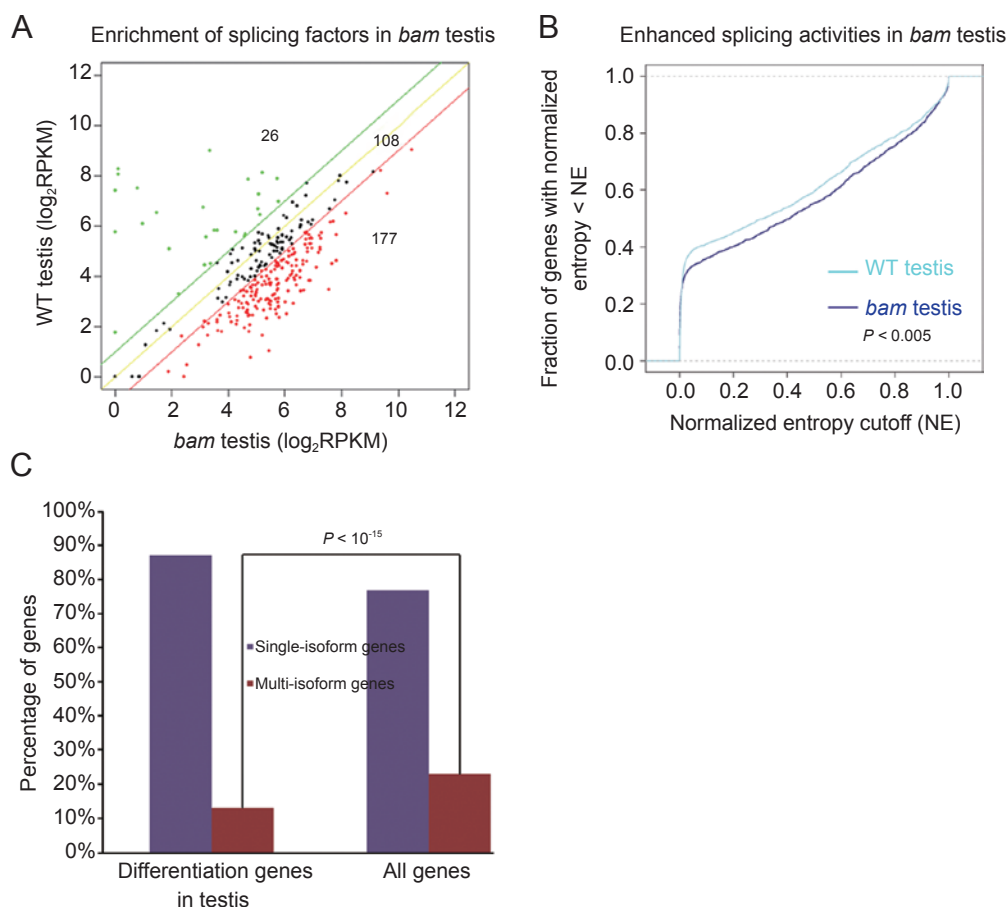 A
Enrichment of splicing factors in bam testis
WT testis (log₂RPKM)
12
10
8
6
4
2
0
26
108
177
0 2 4 6 8 10 12
bam testis (log₂RPKM)
B
Enhanced splicing activities in bam testis
Fraction of genes with normalized
entropy < NE
1.0
0.8
0.6
0.4
0.2
0.0
WT testis
bam testis
P < 0.005
0.0 0.2 0.4 0.6 0.8 1.0
Normalized entropy cutoff (NE)
C
Percentage of genes
100%
90%
80%
70%
60%
50%
40%
30%
20%
10%
0%
P < 10⁻¹⁵
Single-isoform genes
Multi-isoform genes
Differentiation genes
in testis
All genes